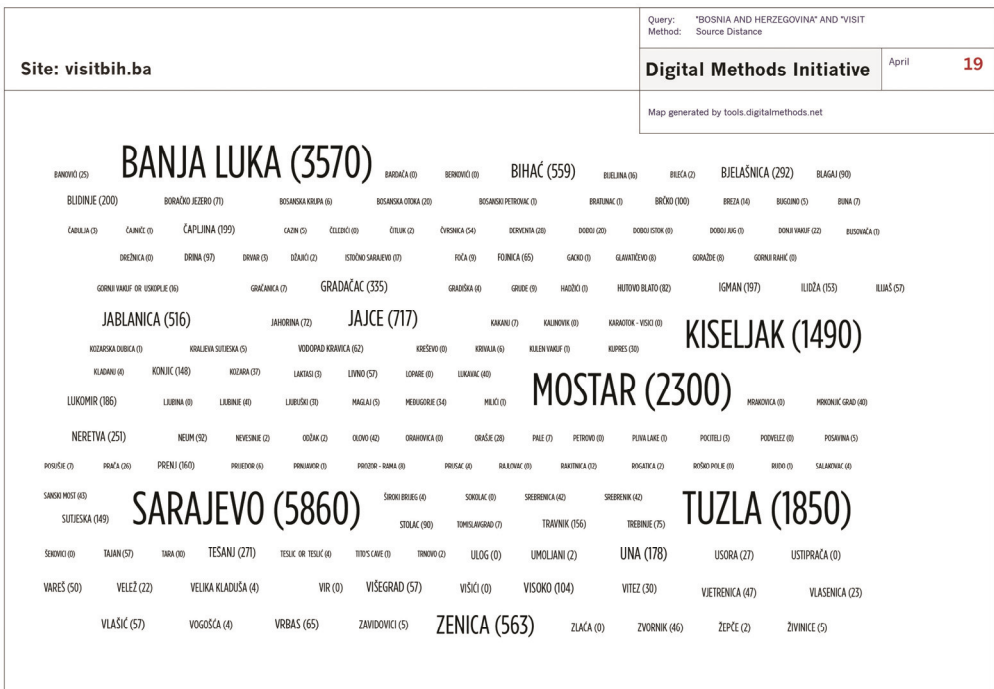 Query: "BOSNIA AND HERZEGOVINA" AND "VISIT
Method: Source Distance
Site: visitbih.ba
Digital Methods Initiative
April 19
Map generated by tools.digitalmethods.net
BANOVIĆI (25) BANJA LUKA (3570) BARDAČA (0) BERKOVIĆI (0) BIHAĆ (559) BIJELJINA (16) BILEĆA (2) BJELAŠNICA (292) BLAGAJ (90)
BLIDINJE (200) BORAČKO JEZERO (71) BOSANSKA KRUPA (6) BOSANSKA OTOKA (20) BOSANSKI PETROVAC (1) BRATUNAC (1) BRČKO (100) BREZA (14) BUGOJNO (5) BUNA (7)
ČABULJA (3) ČAJNIČE (1) ČAPLJINA (199) CAZIN (5) ČELEBIĆI (0) ČITLUK (2) ČVRSNICA (54) DERVENTA (28) DOBOJ (20) DOBOJ ISTOK (0) DOBOJ JUG (1) DONJI VAKUF (22) BUSOVAČA (1)
DREŽNICA (0) DRINA (97) DRVAR (3) DŽAJIĆI (2) ISTOČNO SARAJEVO (17) FOČA (9) FOJNICA (65) GACKO (1) GLAVATIČEVO (8) GORAŽDE (8) GORNJI RAHIĆ (0)
GORNJI VAKUF OR USKOPLJE (16) GRAČANICA (7) GRADAČAC (335) GRADIŠKA (4) GRUDE (9) HADŽIĆI (1) HUTOVO BLATO (82) IGMAN (197) ILIDŽA (153) ILIJAŠ (57)
JABLANICA (516) JAHORINA (72) JAJCE (717) KAKANJ (7) KALINOVIK (0) KARAOTOK - VISICI (0) KISELJAK (1490)
KOZARSKA DUBICA (1) KRALJEVA SUTJESKA (5) VODOPAD KRAVICA (62) KREŠEVO (0) KRIVAJA (6) KULEN VAKUF (1) KUPRES (30)
KLADANJ (4) KONJIC (148) KOZARA (37) LAKTASI (3) LIVNO (57) LOPARE (0) LUKAVAC (40)
LUKOMIR (186) LJUBINA (0) LJUBINJE (41) LJUBUŠKI (31) MAGLAJ (5) MEĐUGORJE (34) MILIĆI (1) MOSTAR (2300) MRAKOVICA (0) MRKONJIĆ GRAD (40)
NERETVA (251) NEUM (92) NEVESINJE (2) ODŽAK (2) OLOVO (42) ORAHOVICA (0) ORAŠJE (28) PALE (7) PETROVO (0) PLIVA LAKE (1) POCITELJ (3) PODVELEZ (0) POSAVINA (5)
POSUŠJE (7) PRAČA (26) PRENJ (160) PRIJEDOR (6) PRNJAVOR (1) PROZOR - RAMA (8) PRUSAC (4) RAJLOVAC (0) RAKITNICA (12) ROGATICA (2) ROŠKO POLJE (0) RUDO (1) SALAKOVAC (4)
SANSKI MOST (43) SARAJEVO (5860) ŠIROKI BRIJEG (4) SOKOLAC (0) SREBRENICA (42) SREBRENIK (42) TUZLA (1850)
SUTJESKA (149) STOLAC (90) TOMISLAVGRAD (7) TRAVNIK (156) TREBINJE (75)
ŠEKOVICI (0) TAJAN (57) TARA (10) TEŠANJ (271) TESLIC OR TESLIĆ (4) TITO'S CAVE (1) TRNOVO (2) ULOG (0) UMOLJANI (2) UNA (178) USORA (27) USTIPRAČA (0)
VAREŠ (50) VELEŽ (22) VELIKA KLADUŠA (4) VIR (0) VIŠEGRAD (57) VIŠIĆI (0) VISOKO (104) VITEZ (30) VJETRENICA (47) VLASENICA (23)
VLAŠIĆ (57) VOGOŠĆA (4) VRBAS (65) ZAVIDOVICI (5) ZENICA (563) ZLAĆA (0) ZVORNIK (46) ŽEPČE (2) ŽIVINICE (5)